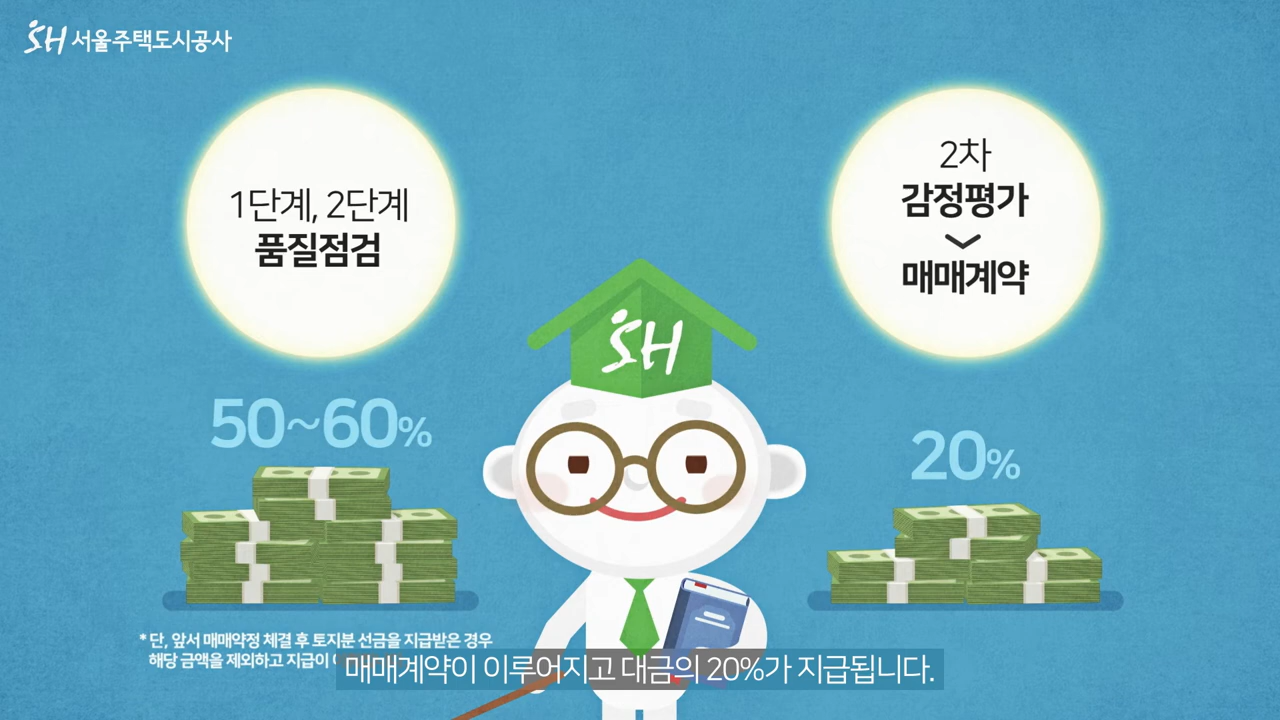 SH 서울주택도시공사
1단계, 2단계
품질점검
2차
감정평가
매매계약
SH
50~60%
20%
* 단, 앞서 매매약정 체결 후 토지분 선금을 지급받은 경우
해당 금액을 제외하고 지급이
매매계약이 이루어지고 대금의 20%가 지급됩니다.